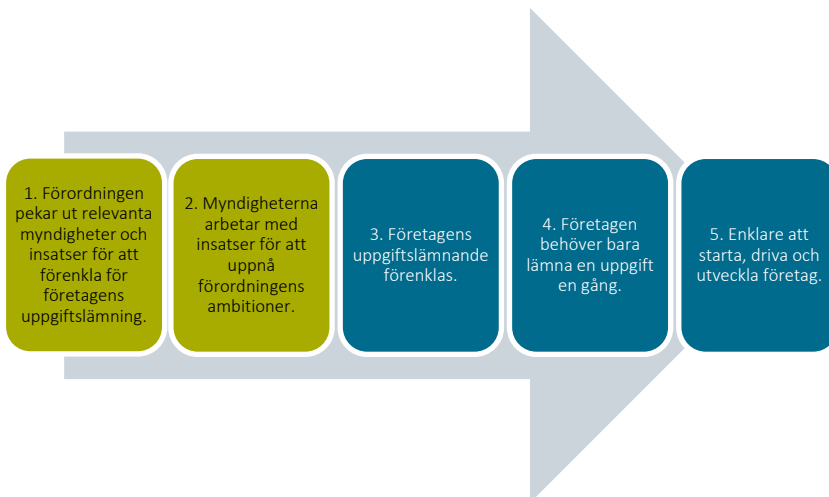 1. Förordningen
pekar ut relevanta
myndigheter och
insatser för att
förenkla för
företagens
uppgiftslämning.
2. Myndigheterna
arbetar med
insatser för att
uppnå
förordningens
ambitioner.
3. Företagens
uppgiftslämnande
förenklas.
4. Företagen
behöver bara
lämna en uppgift
en gång.
5. Enklare att
starta, driva och
utveckla företag.